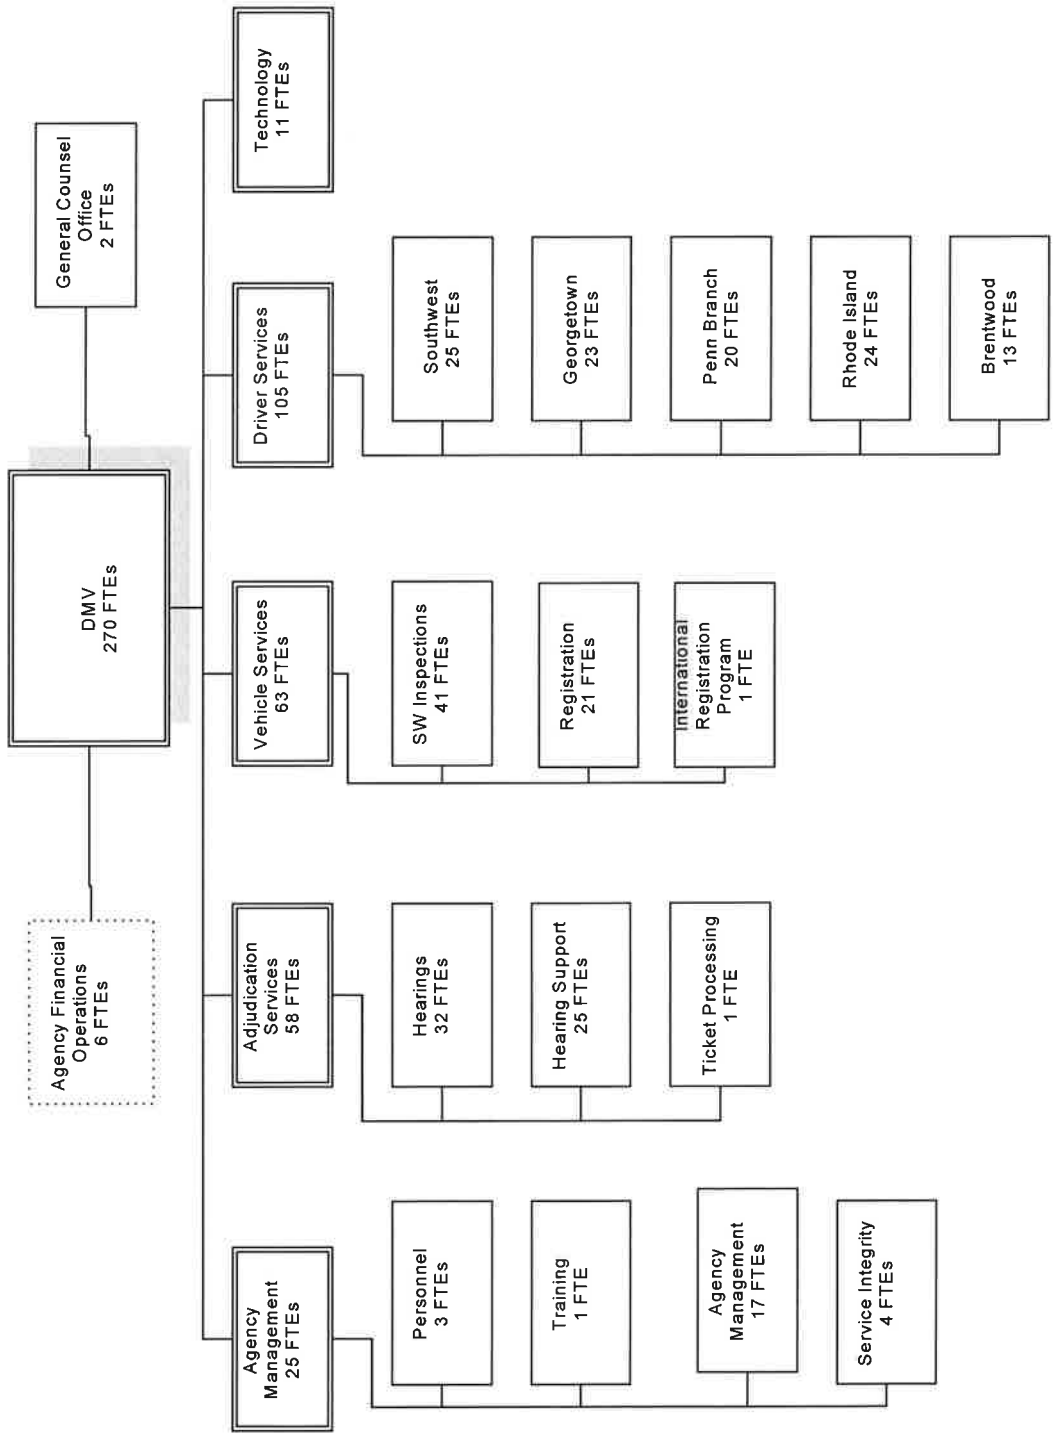 DMV
270 FTEs
Agency Financial
Operations
6 FTEs
General Counsel
Office
2 FTEs
Agency
Management
25 FTEs
Adjudication
Services
58 FTEs
Vehicle Services
63 FTEs
Driver Services
105 FTEs
Technology
11 FTEs
Personnel
3 FTEs
Training
1 FTE
Agency
Management
17 FTEs
Service Integrity
4 FTEs
Hearings
32 FTEs
Hearing Support
25 FTEs
Ticket Processing
1 FTE
SW Inspections
41 FTEs
Registration
21 FTEs
International
Registration
Program
1 FTE
Southwest
25 FTEs
Georgetown
23 FTEs
Penn Branch
20 FTEs
Rhode Island
24 FTEs
Brentwood
13 FTEs